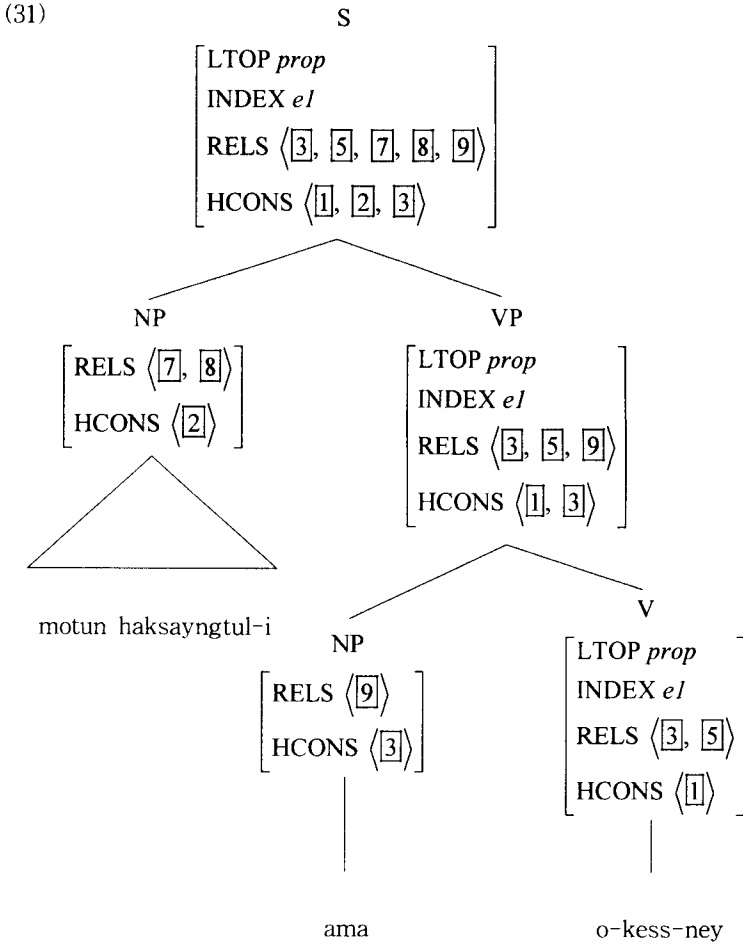 (31)
S
[LTOP prop
INDEX e1
RELS ⟨[3], [5], [7], [8], [9]⟩
HCONS ⟨[1], [2], [3]⟩]
NP
[RELS ⟨[7], [8]⟩
HCONS ⟨[2]⟩]
motun haksayngtul-i
VP
[LTOP prop
INDEX e1
RELS ⟨[3], [5], [9]⟩
HCONS ⟨[1], [3]⟩]
NP
[RELS ⟨[9]⟩
HCONS ⟨[3]⟩]
ama
V
[LTOP prop
INDEX e1
RELS ⟨[3], [5]⟩
HCONS ⟨[1]⟩]
o-kess-ney